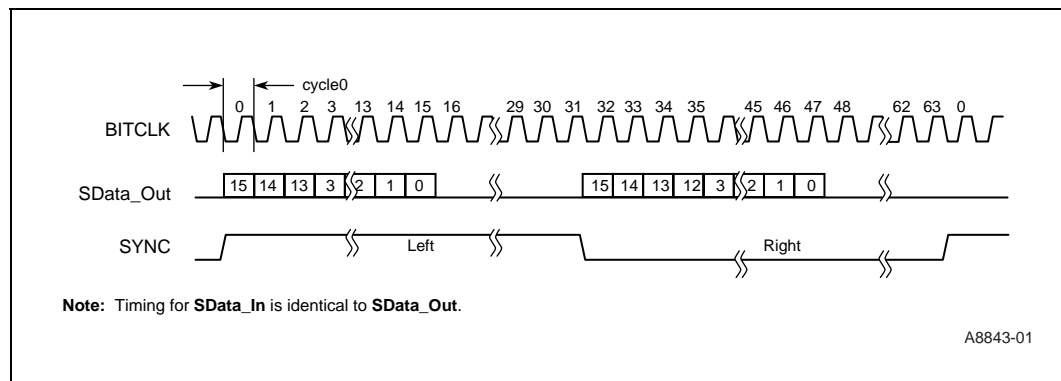 cycle0
0 1 2 3 13 14 15 16 29 30 31 32 33 34 35 45 46 47 48 62 63 0
BITCLK
SData_Out 15 14 13 3 2 1 0 15 14 13 12 3 2 1 0
SYNC Left Right
Note: Timing for SData_In is identical to SData_Out.
A8843-01